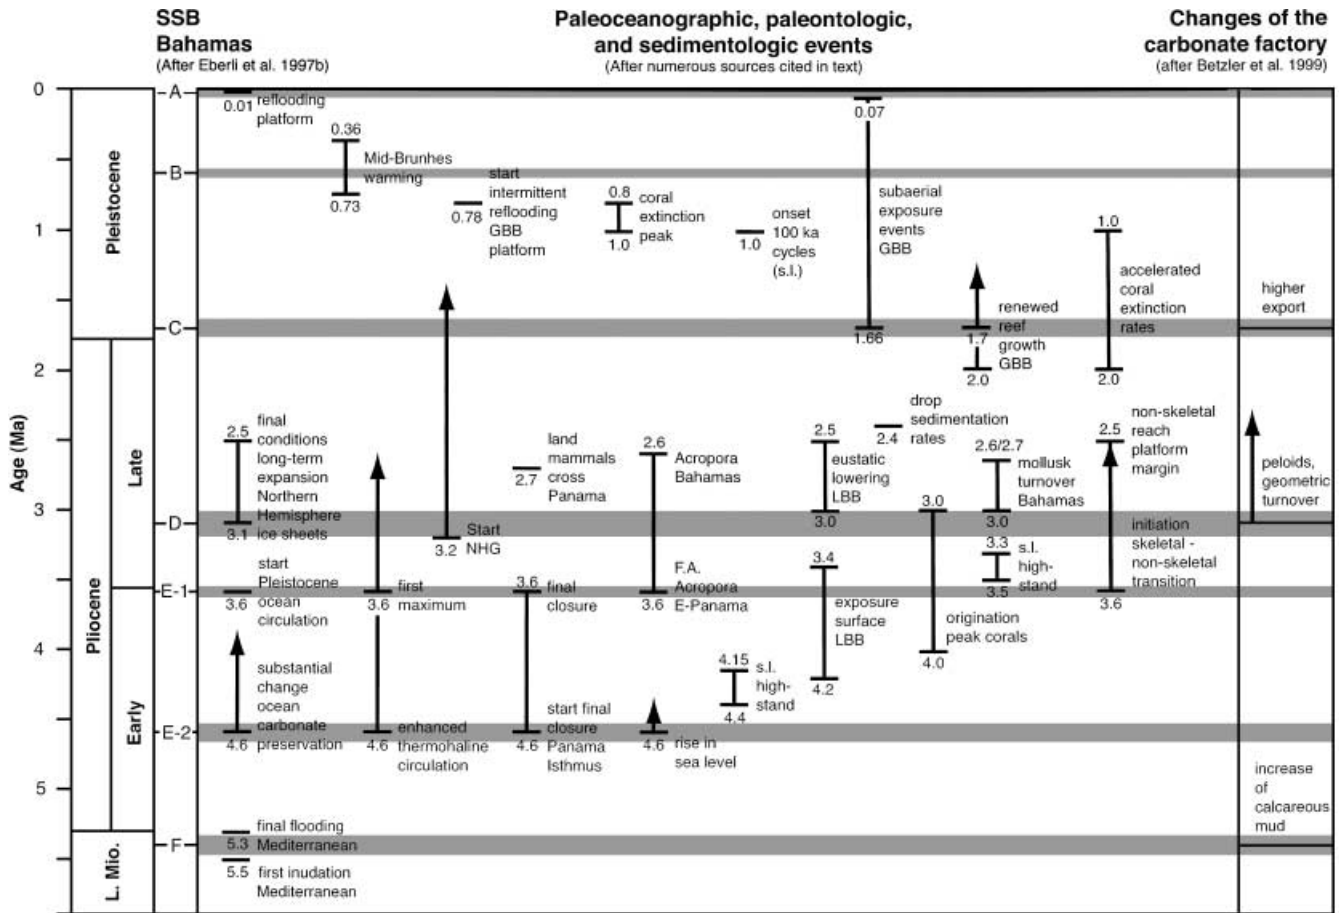 SSB
Bahamas
(After Eberli et al. 1997b)
Paleoceanographic, paleontologic,
and sedimentologic events
(After numerous sources cited in text)
Changes of the
carbonate factory
(after Betzler et al. 1999)
Age (Ma)
0
1
2
3
4
5
Pleistocene
Pliocene
Late
Early
L. Mio.
A
B
C
D
E-1
E-2
F
0.01
reflooding
platform
0.36
Mid-Brunhes
warming
0.73
0.78
start
intermittent
reflooding
GBB
platform
0.8
coral
extinction
peak
1.0
1.0
onset
100 ka
cycles
(s.l.)
0.07
subaerial
exposure
events
GBB
1.66
renewed
reef
growth
GBB
1.7
2.0
1.0
accelerated
coral
extinction
rates
2.0
higher
export
2.5
final
conditions
long-term
expansion
Northern
Hemisphere
ice sheets
3.1
3.2
Start
NHG
land
mammals
cross
Panama
2.7
2.6
Acropora
Bahamas
F.A.
Acropora
E-Panama
3.6
2.5
eustatic
lowering
LBB
3.0
2.4
drop
sedimentation
rates
2.6/2.7
mollusk
turnover
Bahamas
3.0
3.3
s.l.
high-
stand
3.5
2.5
non-skeletal
reach
platform
margin
initiation
skeletal -
non-skeletal
transition
3.6
peloids,
geometric
turnover
start
Pleistocene
ocean
circulation
3.6
first
maximum
3.6
3.6
final
closure
3.4
exposure
surface
LBB
4.2
3.0
origination
peak corals
4.0
4.15
s.l.
high-
stand
4.4
substantial
change
ocean
carbonate
preservation
4.6
enhanced
thermohaline
circulation
4.6
start final
closure
Panama
Isthmus
4.6
rise in
sea level
4.6
increase
of
calcareous
mud
final flooding
Mediterranean
5.3
5.5
first inudation
Mediterranean